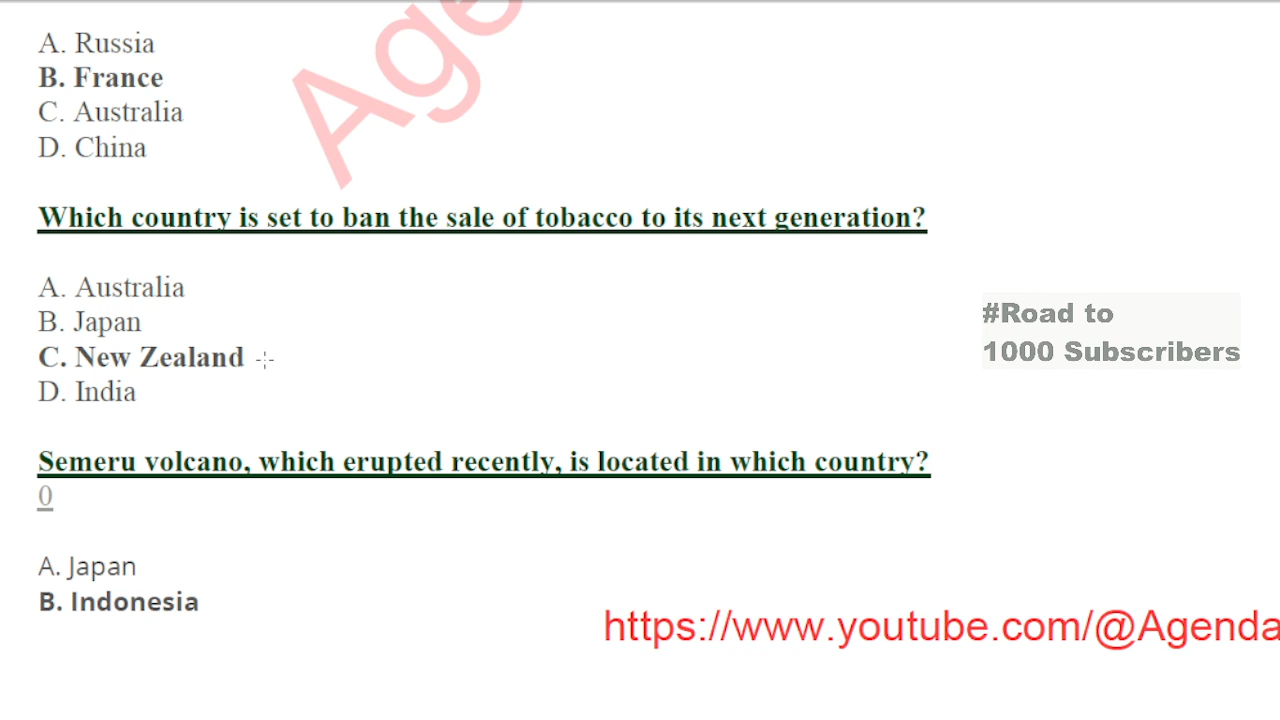 A. Russia
B. France
C. Australia
D. China
Age
Which country is set to ban the sale of tobacco to its next generation?
A. Australia
B. Japan
C. New Zealand
D. India
#Road to
1000 Subscribers
Semeru volcano, which erupted recently, is located in which country?
0
A. Japan
B. Indonesia
https://www.youtube.com/@Agenda